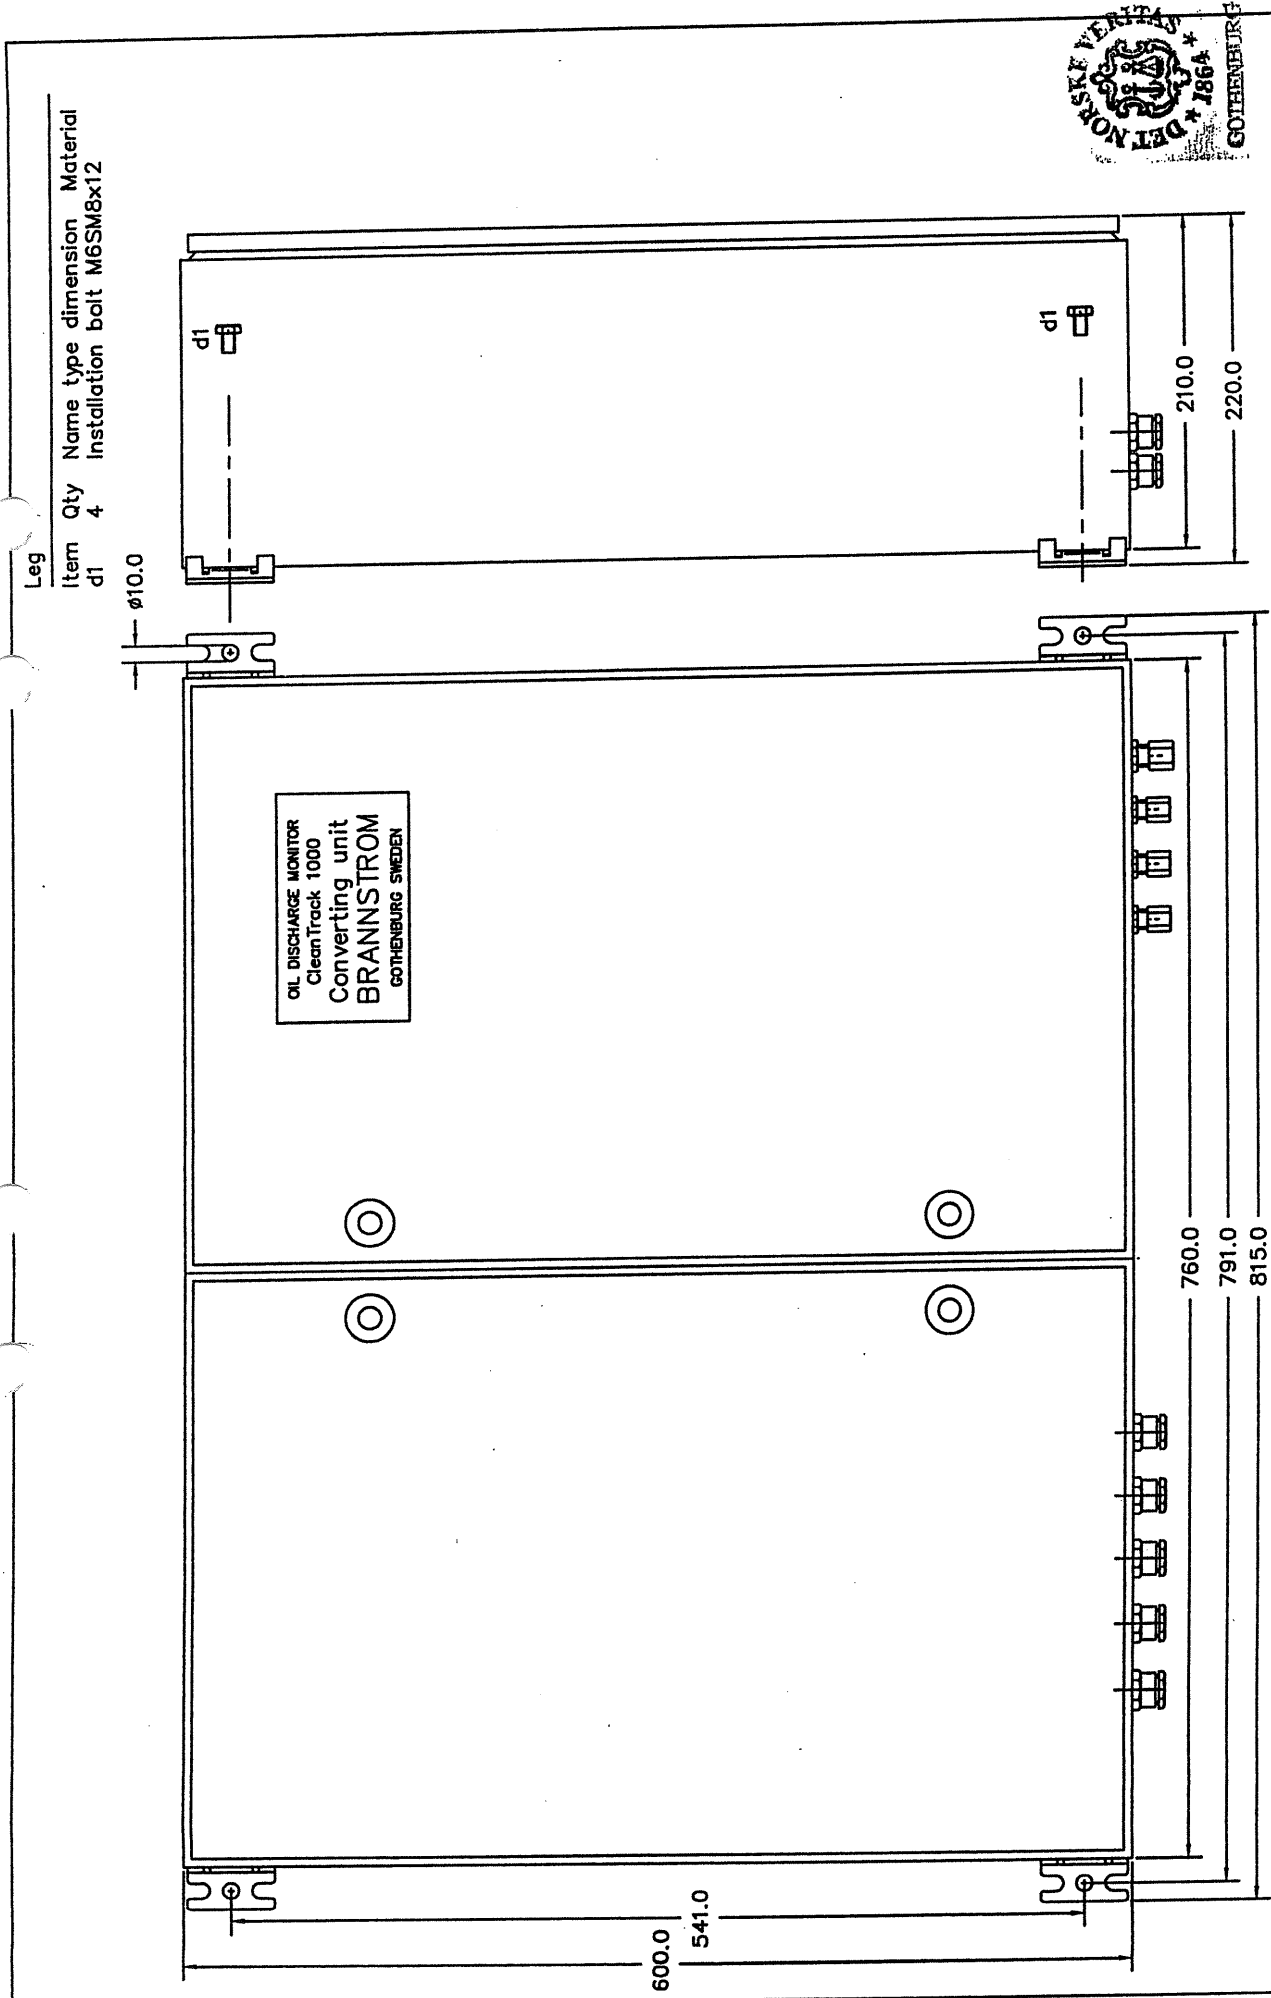 Leg
Item Qty Name type dimension Material
d1 4 Installation bolt M6SM8x12
ø10.0
d1
d1
OIL DISCHARGE MONITOR
CleanTrack 1000
Converting unit
BRANNSTROM
GOTHENBURG SWEDEN
600.0
541.0
760.0
791.0
815.0
210.0
220.0
DET NORSKE VERITAS
* 1864 *
GOTHENBURG